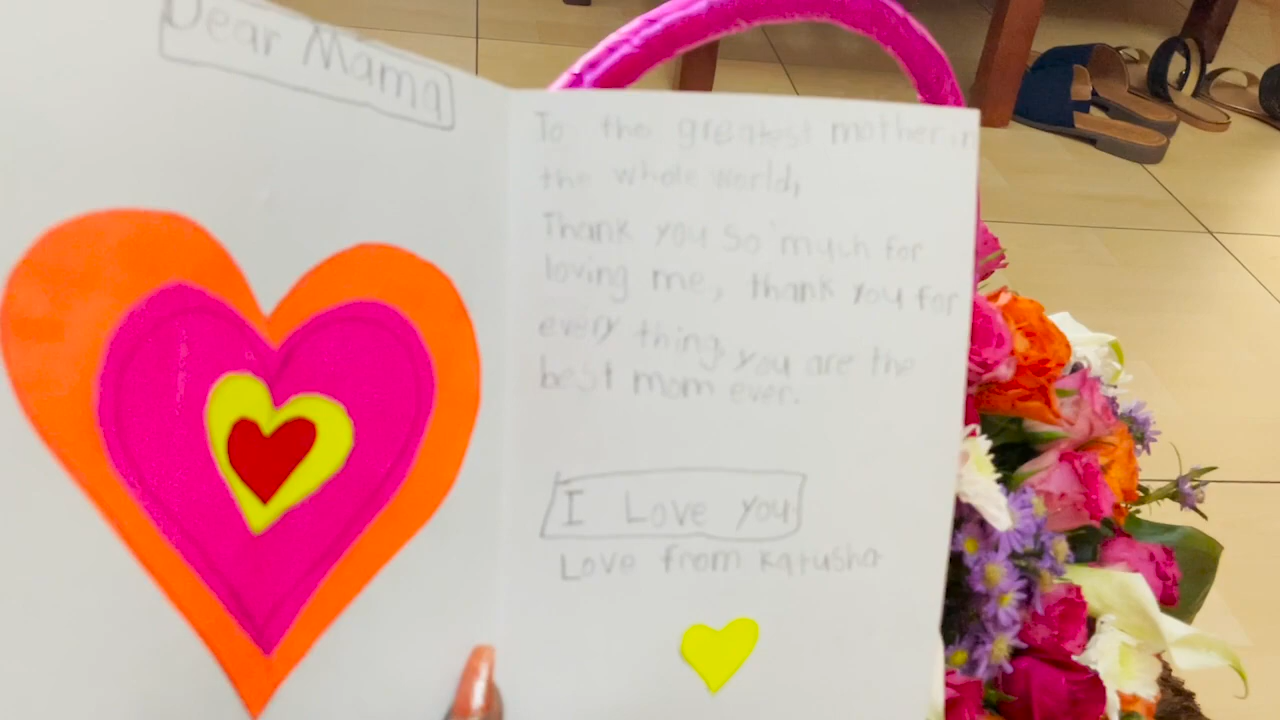 Dear Mama
To the greatest mother in
the whole world,
Thank you so much for
loving me, thank you for
every thing, you are the
best mom ever.
I Love you
Love from Katusha